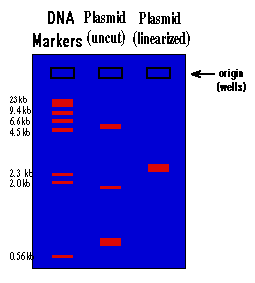 DNA Markers
Plasmid (uncut)
Plasmid (linearized)
origin (wells)
23 kb
9.4 kb
6.6 kb
4.5 kb
2.3 kb
2.0 kb
0.56 kb